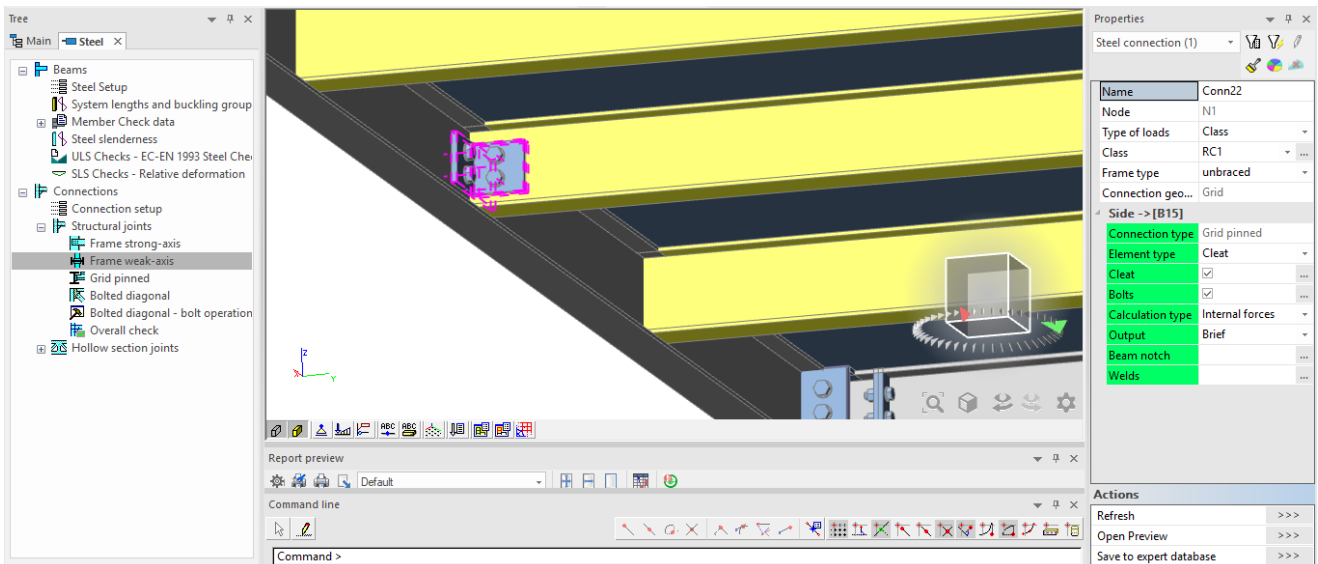 Tree
Main
Steel
Beams
Steel Setup
System lengths and buckling group
Member Check data
Steel slenderness
ULS Checks - EC-EN 1993 Steel Che
SLS Checks - Relative deformation
Connections
Connection setup
Structural joints
Frame strong-axis
Frame weak-axis
Grid pinned
Bolted diagonal
Bolted diagonal - bolt operation
Overall check
Hollow section joints
z
x
Y
ABC ABC
Report preview
Default
Command line
Command >
Properties
Steel connection (1)
Name Conn22
Node N1
Type of loads Class
Class RC1 ...
Frame type unbraced
Connection geo... Grid
Side ->[B15]
Connection type Grid pinned
Element type Cleat
Cleat ...
Bolts ...
Calculation type Internal forces
Output Brief
Beam notch ...
Welds ...
Actions
Refresh >>>
Open Preview >>>
Save to expert database >>>